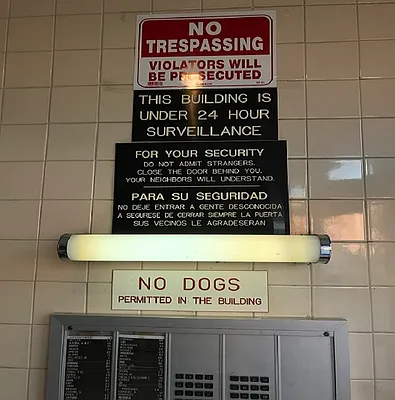 NO
TRESPASSING
VIOLATORS WILL
BE PROSECUTED
THIS BUILDING IS
UNDER 24 HOUR
SURVEILLANCE
FOR YOUR SECURITY
DO NOT ADMIT STRANGERS.
CLOSE THE DOOR BEHIND YOU.
YOUR NEIGHBORS WILL UNDERSTAND.
PARA SU SEGURIDAD
NO DEJE ENTRAR A GENTE DESCONOCIDA
A SEGURESE DE CERRAR SIEMPRE LA PUERTA
SUS VECINOS LE AGRADESERAN
NO DOGS
PERMITTED IN THE BUILDING